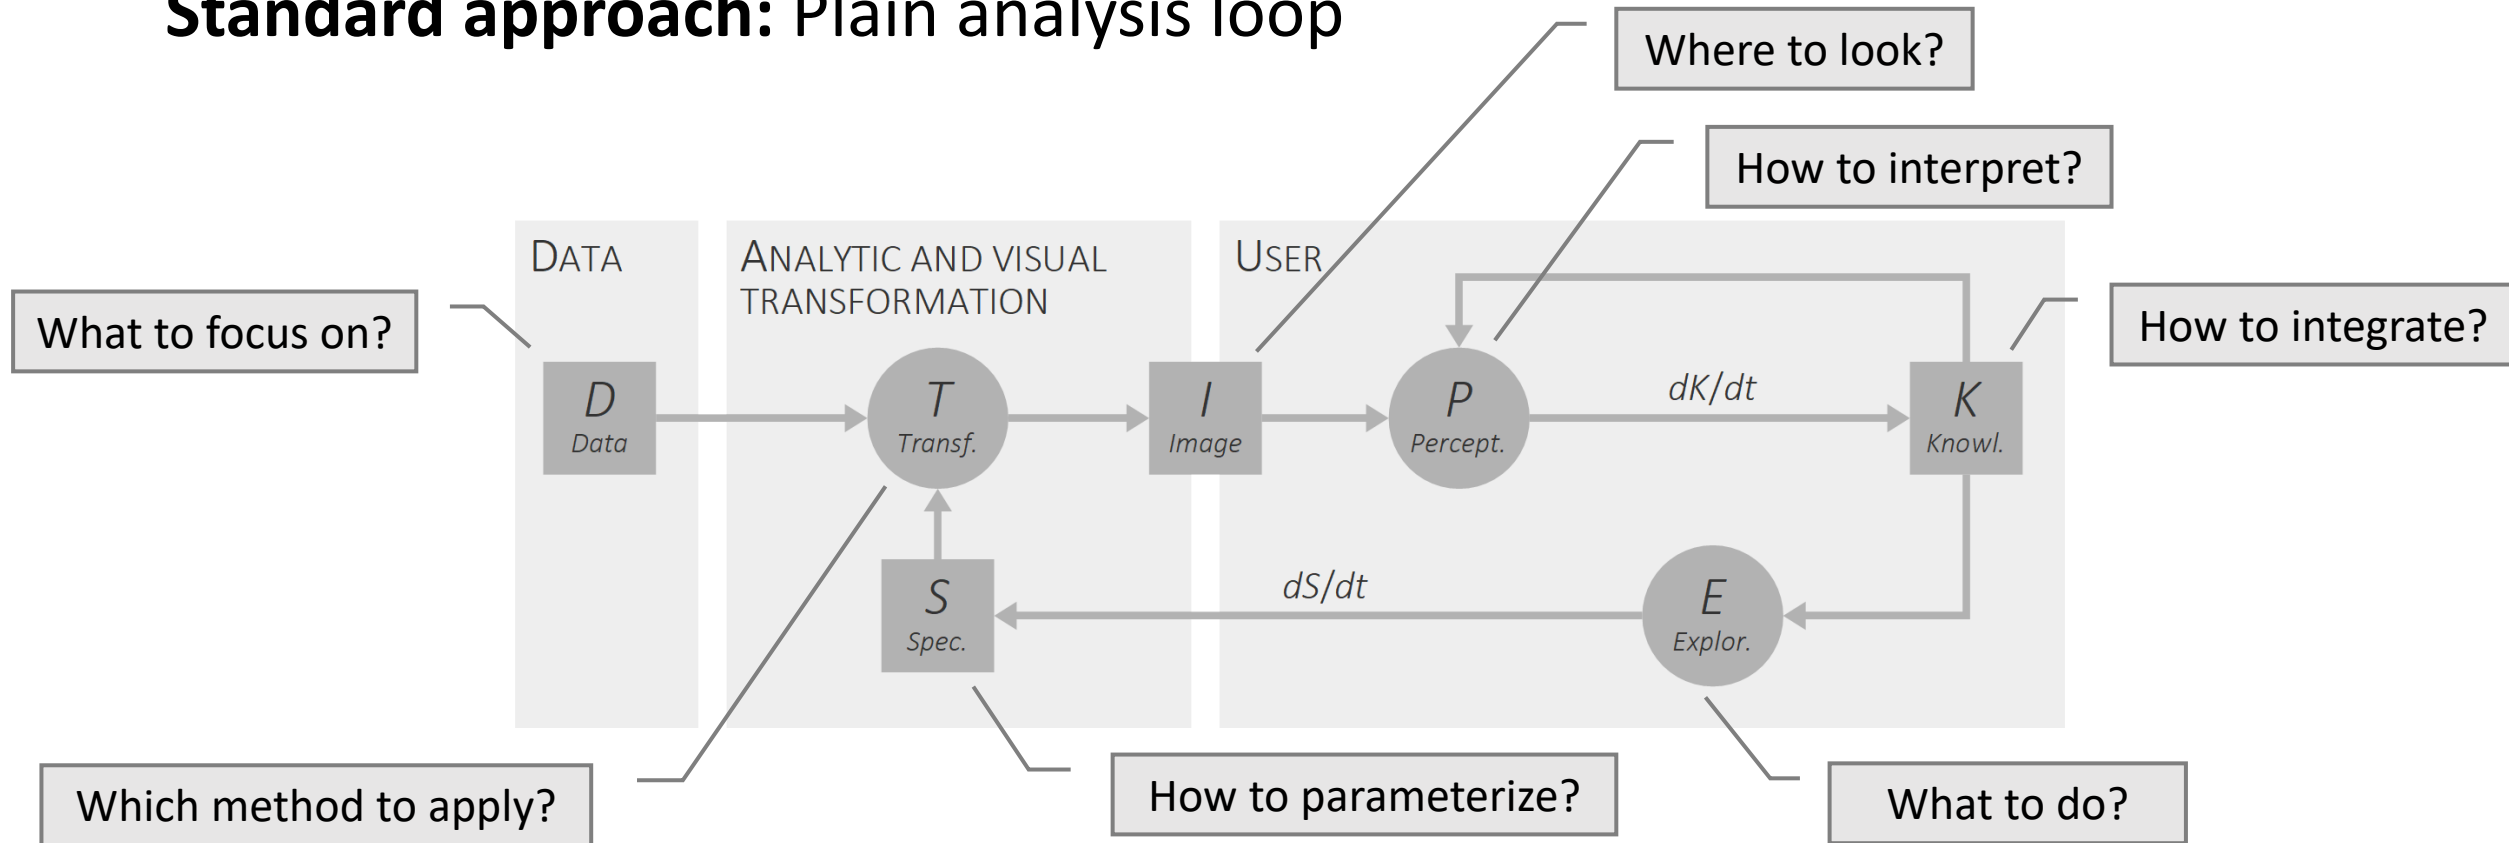 Standard approach: Plain analysis loop
Where to look?
How to interpret?
DATA
ANALYTIC AND VISUAL
TRANSFORMATION
USER
What to focus on?
How to integrate?
D
Data
T
Transf.
I
Image
P
Percept.
dK/dt
K
Knowl.
S
Spec.
dS/dt
E
Explor.
Which method to apply?
How to parameterize?
What to do?